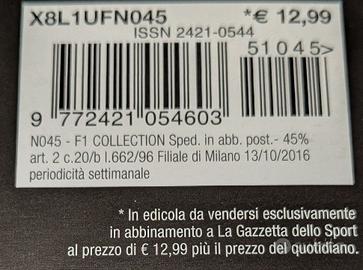 X8L1UFN045 *€ 12,99
ISSN 2421-0544
51045>
9 772421 054603
N045 - F1 COLLECTION Sped. in abb. post.- 45%
art. 2 c.20/b l.662/96 Filiale di Milano 13/10/2016
periodicità settimanale
* In edicola da vendersi esclusivamente
in abbinamento a La Gazzetta dello Sport
al prezzo di € 12,99 più il prezzo del quotidiano.